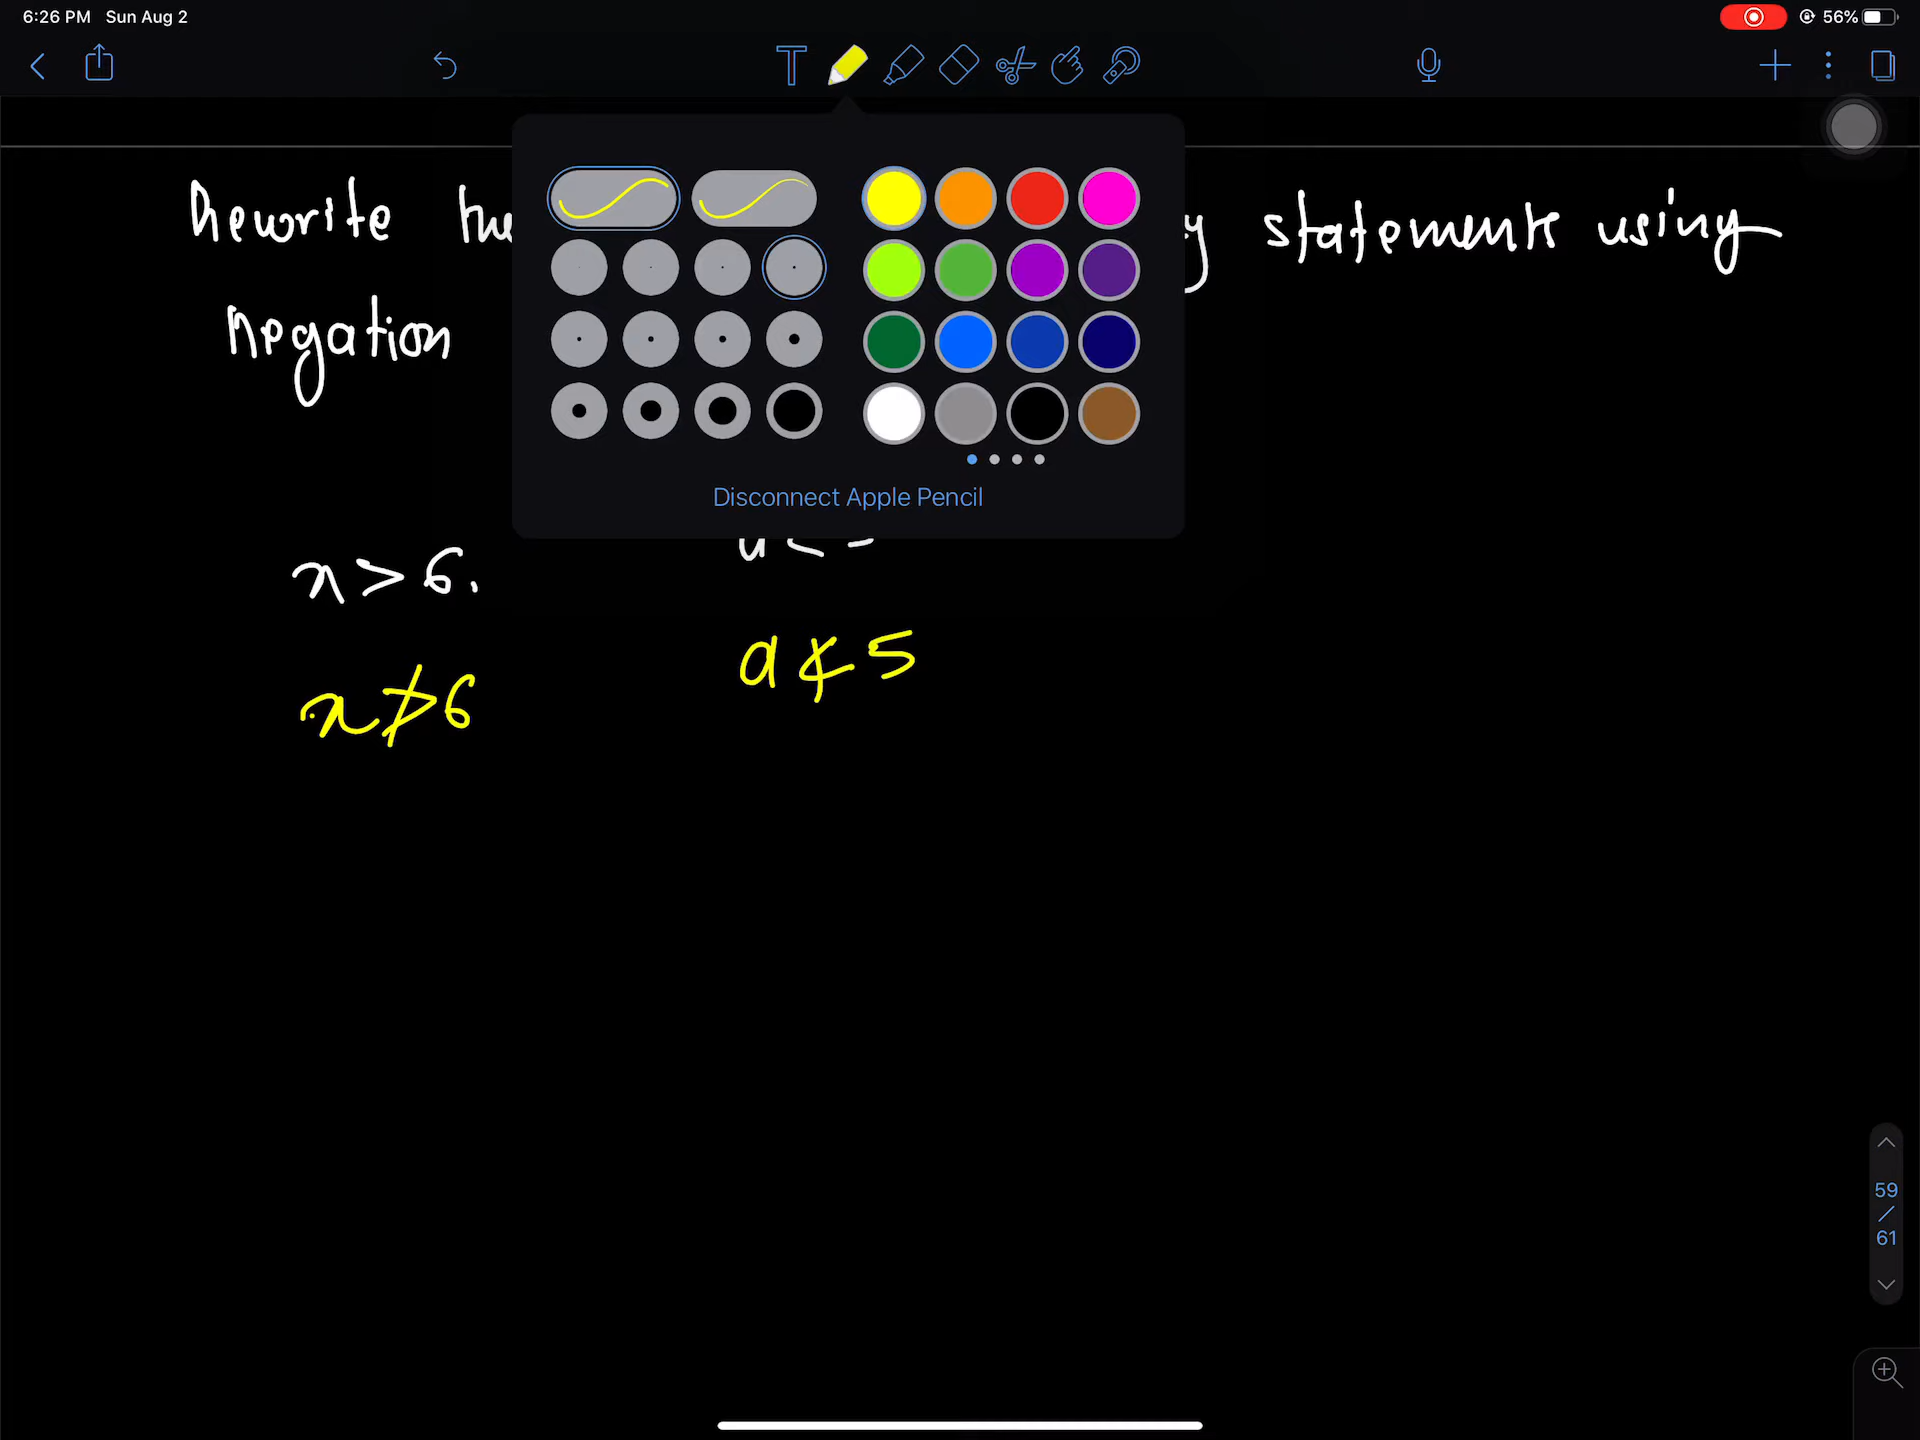 6:26 PM Sun Aug 2 56%
Rewrite the statements using
negation
Disconnect Apple Pencil
x > 6.
a ≮ 5
x ≯ 6
59
/
61